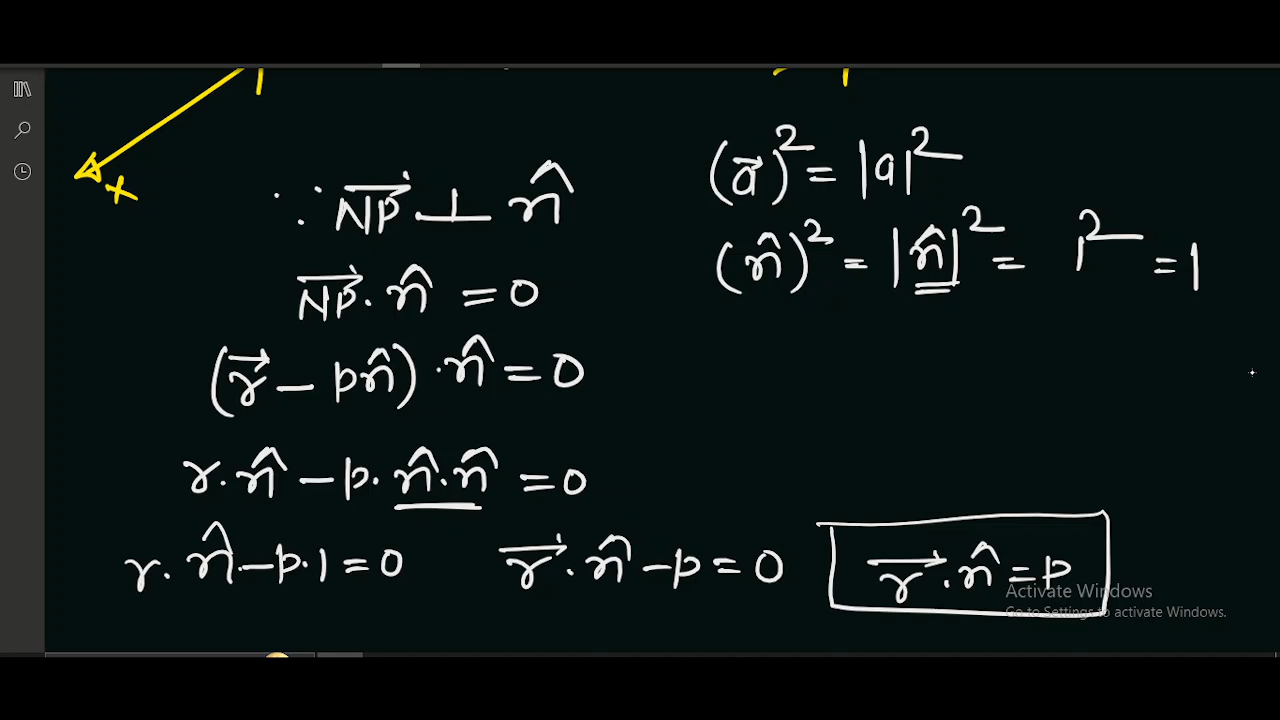 x
∵ NP⃗ ⊥ n̂
NP⃗ · n̂ = 0
(r⃗ − pn̂) · n̂ = 0
r · n̂ − p · n̂ · n̂ = 0
r · n̂ − p · 1 = 0
r⃗ · n̂ − p = 0
r⃗ · n̂ = p
(a⃗)² = |a|²
(n̂)² = |n̂|² = 1² = 1
Activate Windows
Go to Settings to activate Windows.